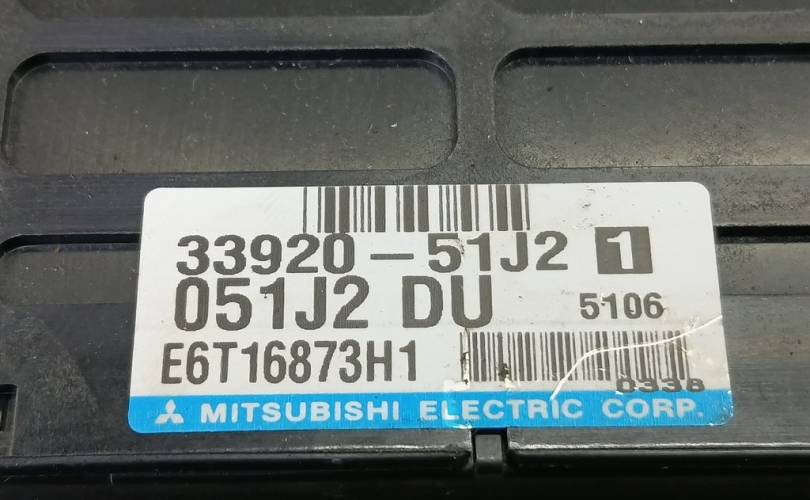 33920-51J2 1
051J2 DU 5106
E6T16873H1
0338
MITSUBISHI ELECTRIC CORP.